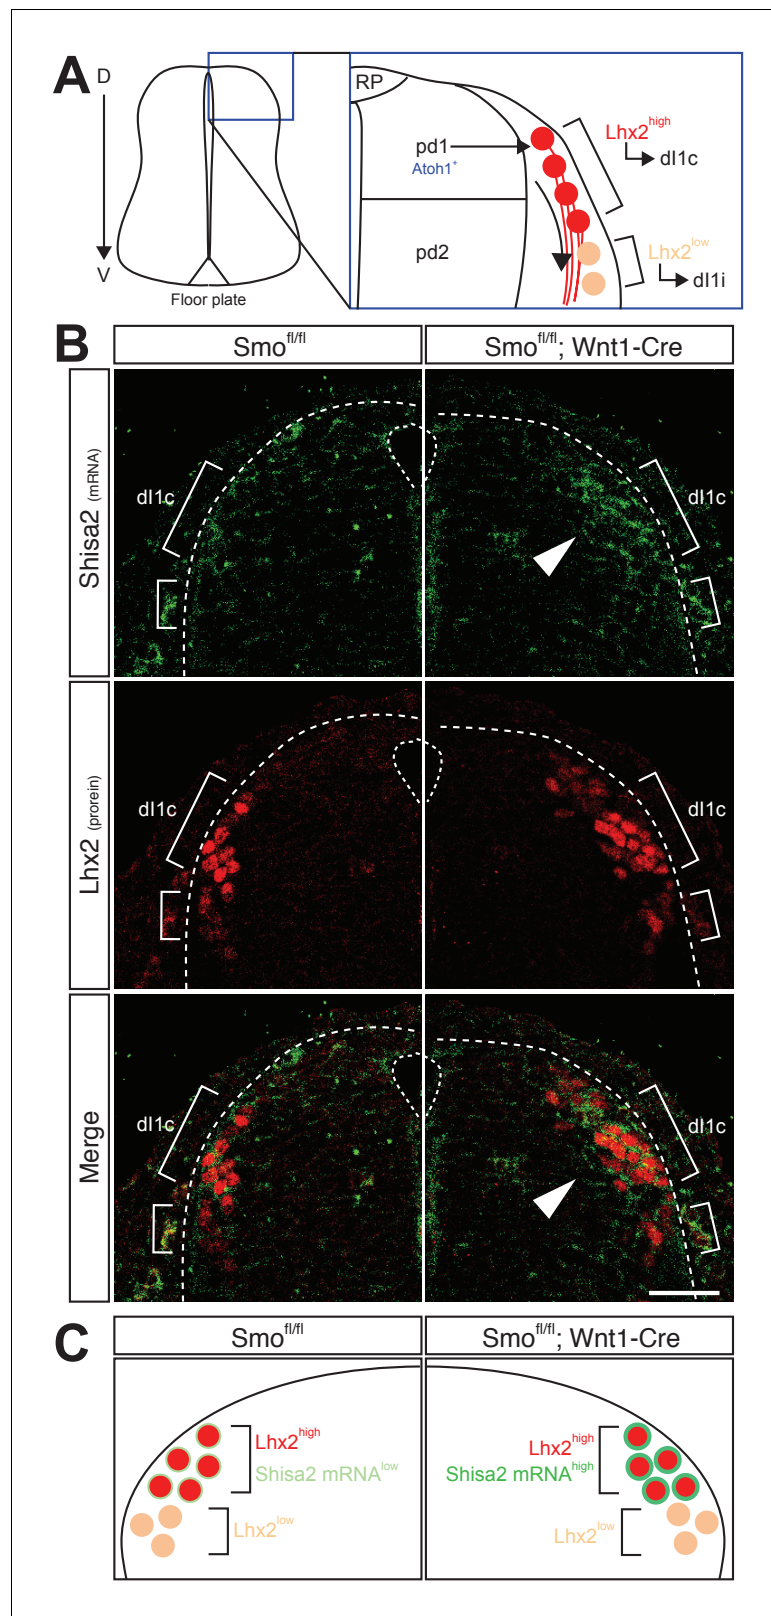 A
D
V
Floor plate
RP
pd1
Atoh1+
pd2
Lhx2high
dI1c
Lhx2low
dI1i
B
Smofl/fl
Smofl/fl; Wnt1-Cre
Shisa2 (mRNA)
dI1c
dI1c
Lhx2 (prorein)
dI1c
dI1c
Merge
dI1c
dI1c
C
Smofl/fl
Smofl/fl; Wnt1-Cre
Lhx2high
Shisa2 mRNAlow
Lhx2low
Lhx2high
Shisa2 mRNAhigh
Lhx2low